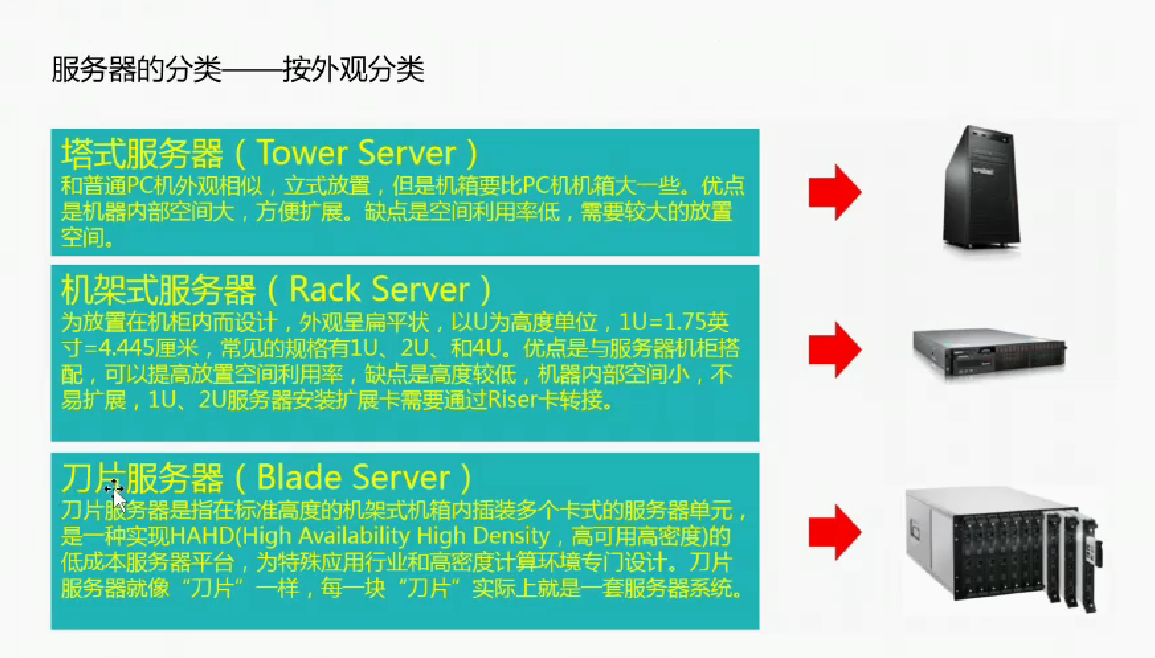 服务器的分类——按外观分类
塔式服务器（Tower Server）
和普通PC机外观相似，立式放置，但是机箱要比PC机机箱大一些。优点
是机器内部空间大，方便扩展。缺点是空间利用率低，需要较大的放置
空间。
机架式服务器（Rack Server）
为放置在机柜内而设计，外观呈扁平状，以U为高度单位，1U=1.75英
寸=4.445厘米，常见的规格有1U、2U、和4U。优点是与服务器机柜搭
配，可以提高放置空间利用率，缺点是高度较低，机器内部空间小，不
易扩展，1U、2U服务器安装扩展卡需要通过Riser卡转接。
刀片服务器（Blade Server）
刀片服务器是指在标准高度的机架式机箱内插装多个卡式的服务器单元，
是一种实现HAHD(High Availability High Density，高可用高密度)的
低成本服务器平台，为特殊应用行业和高密度计算环境专门设计。刀片
服务器就像“刀片”一样，每一块“刀片”实际上就是一套服务器系统。